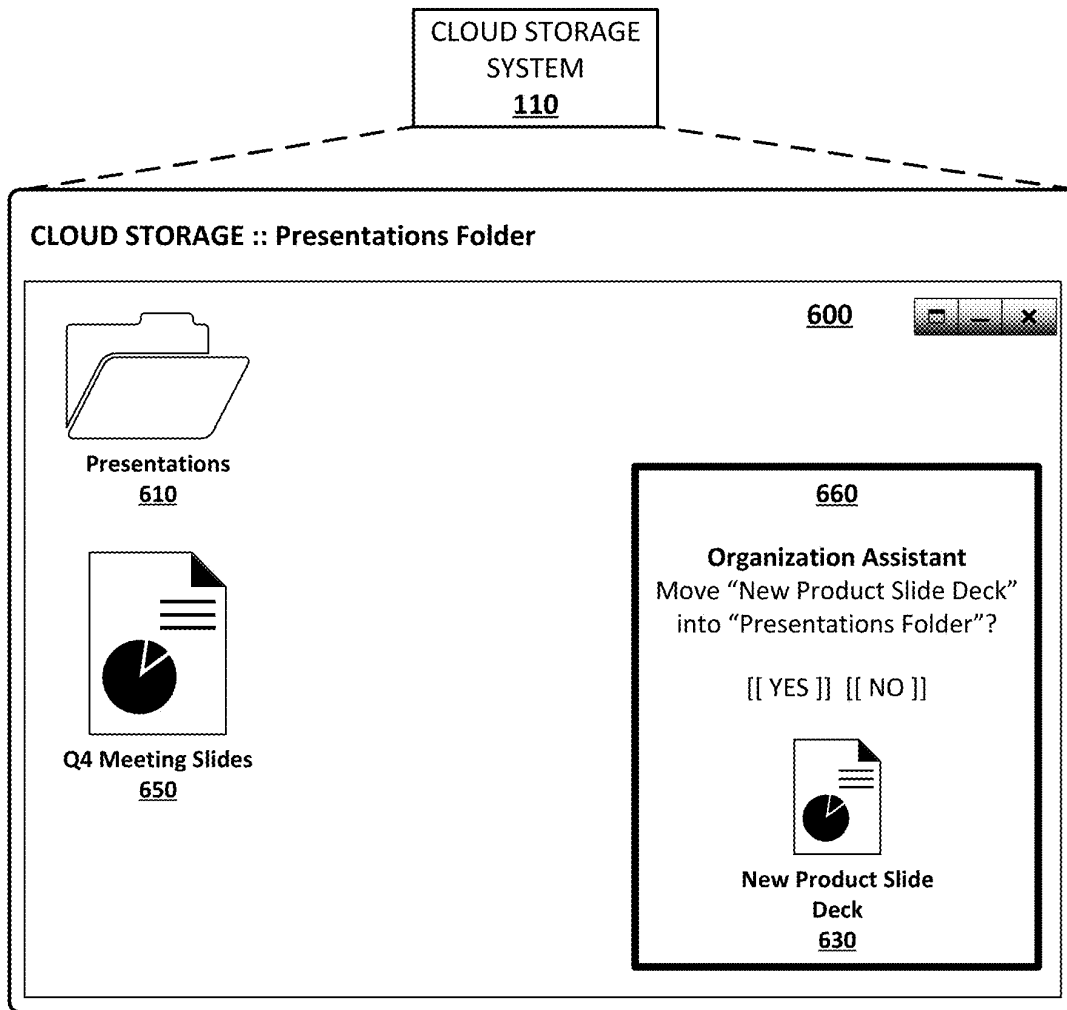 CLOUD STORAGE
SYSTEM
110
CLOUD STORAGE :: Presentations Folder
600
Presentations
610
Q4 Meeting Slides
650
660
Organization Assistant
Move “New Product Slide Deck”
into “Presentations Folder”?
[[ YES ]] [[ NO ]]
New Product Slide
Deck
630